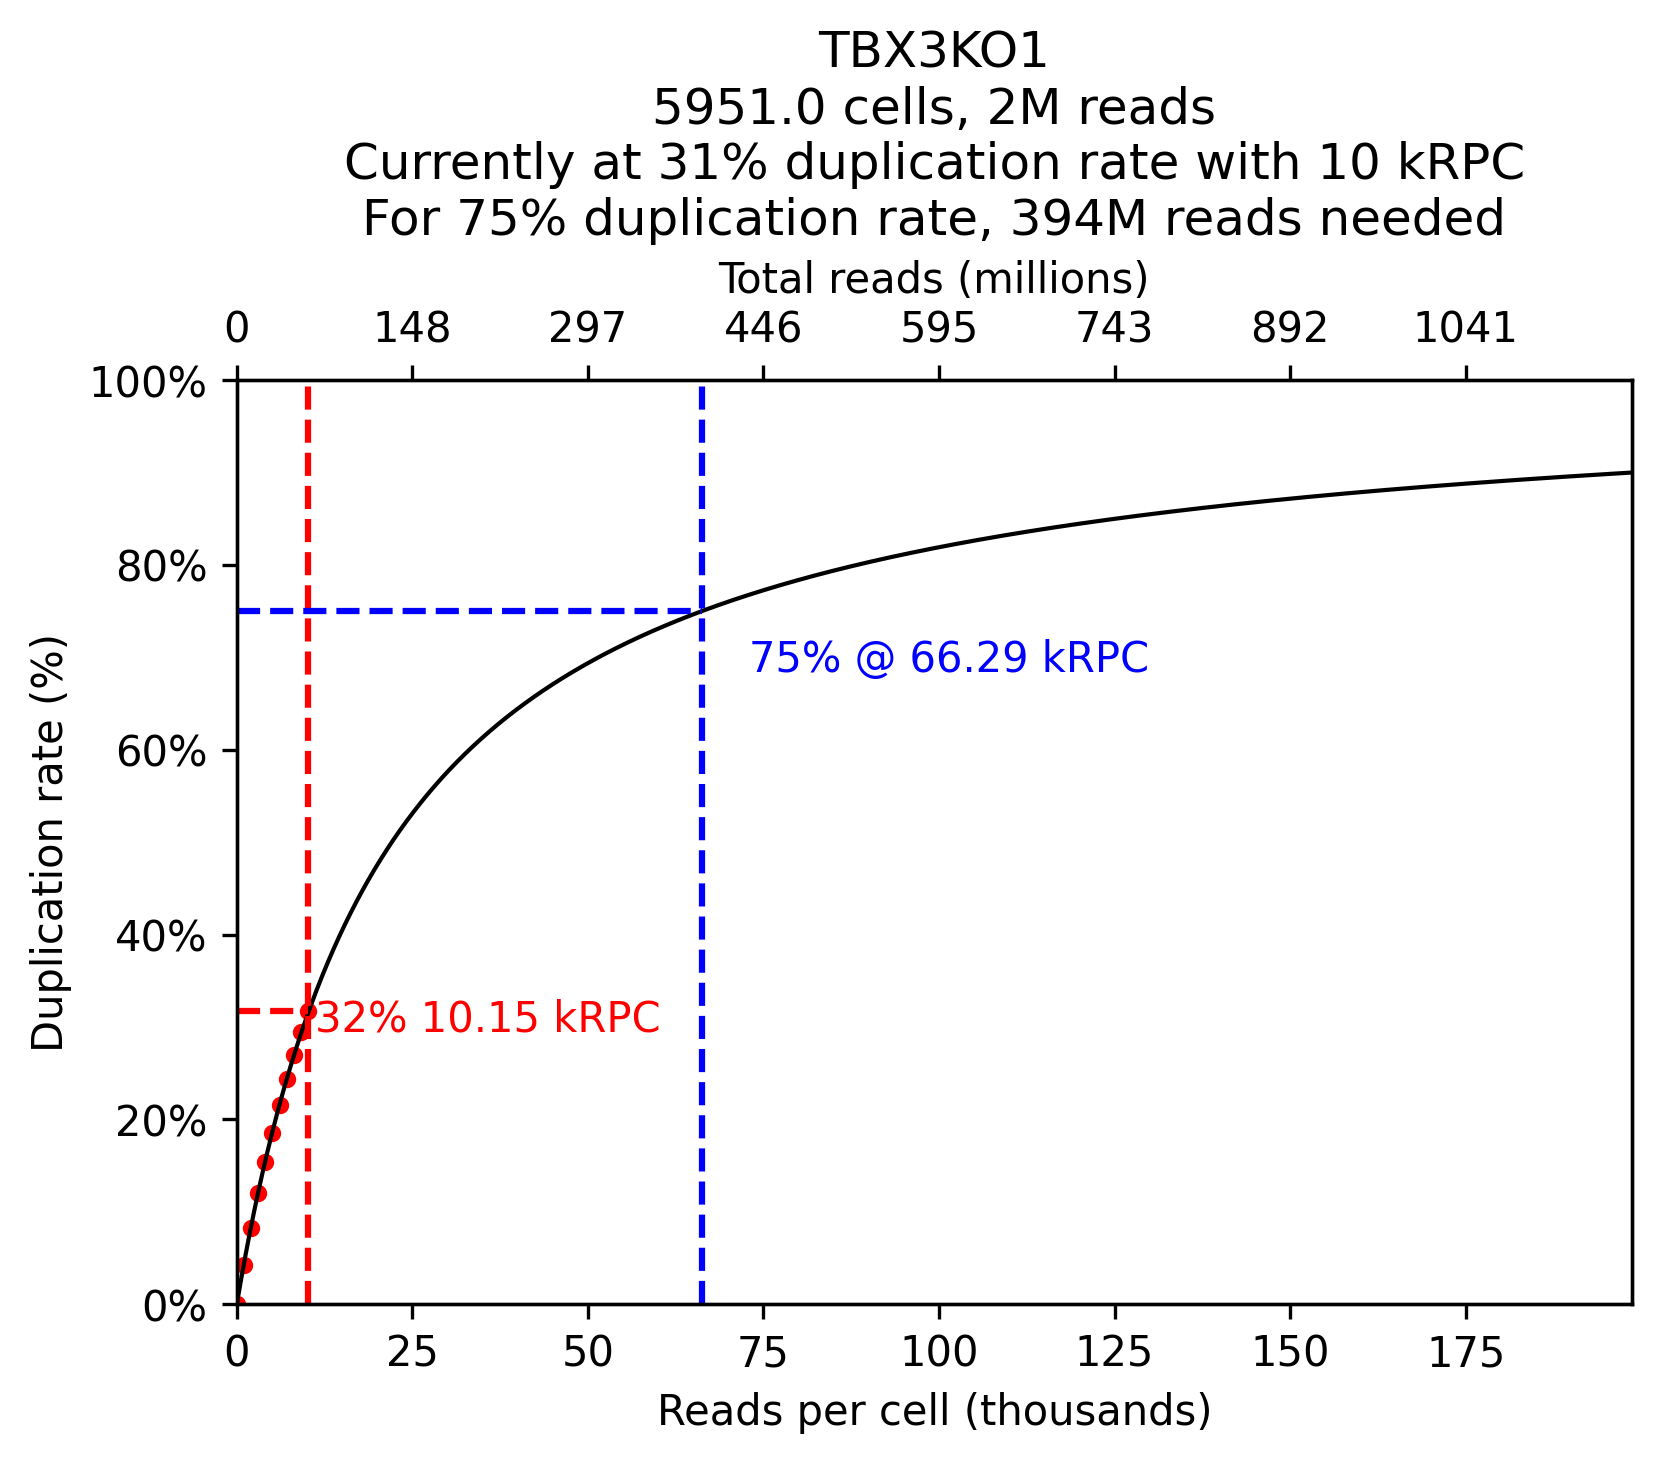 TBX3KO1
5951.0 cells, 2M reads
Currently at 31% duplication rate with 10 kRPC
For 75% duplication rate, 394M reads needed
Total reads (millions)
0 148 297 446 595 743 892 1041
100%
80%
75% @ 66.29 kRPC
60%
Duplication rate (%)
40%
32% 10.15 kRPC
20%
0%
0 25 50 75 100 125 150 175
Reads per cell (thousands)